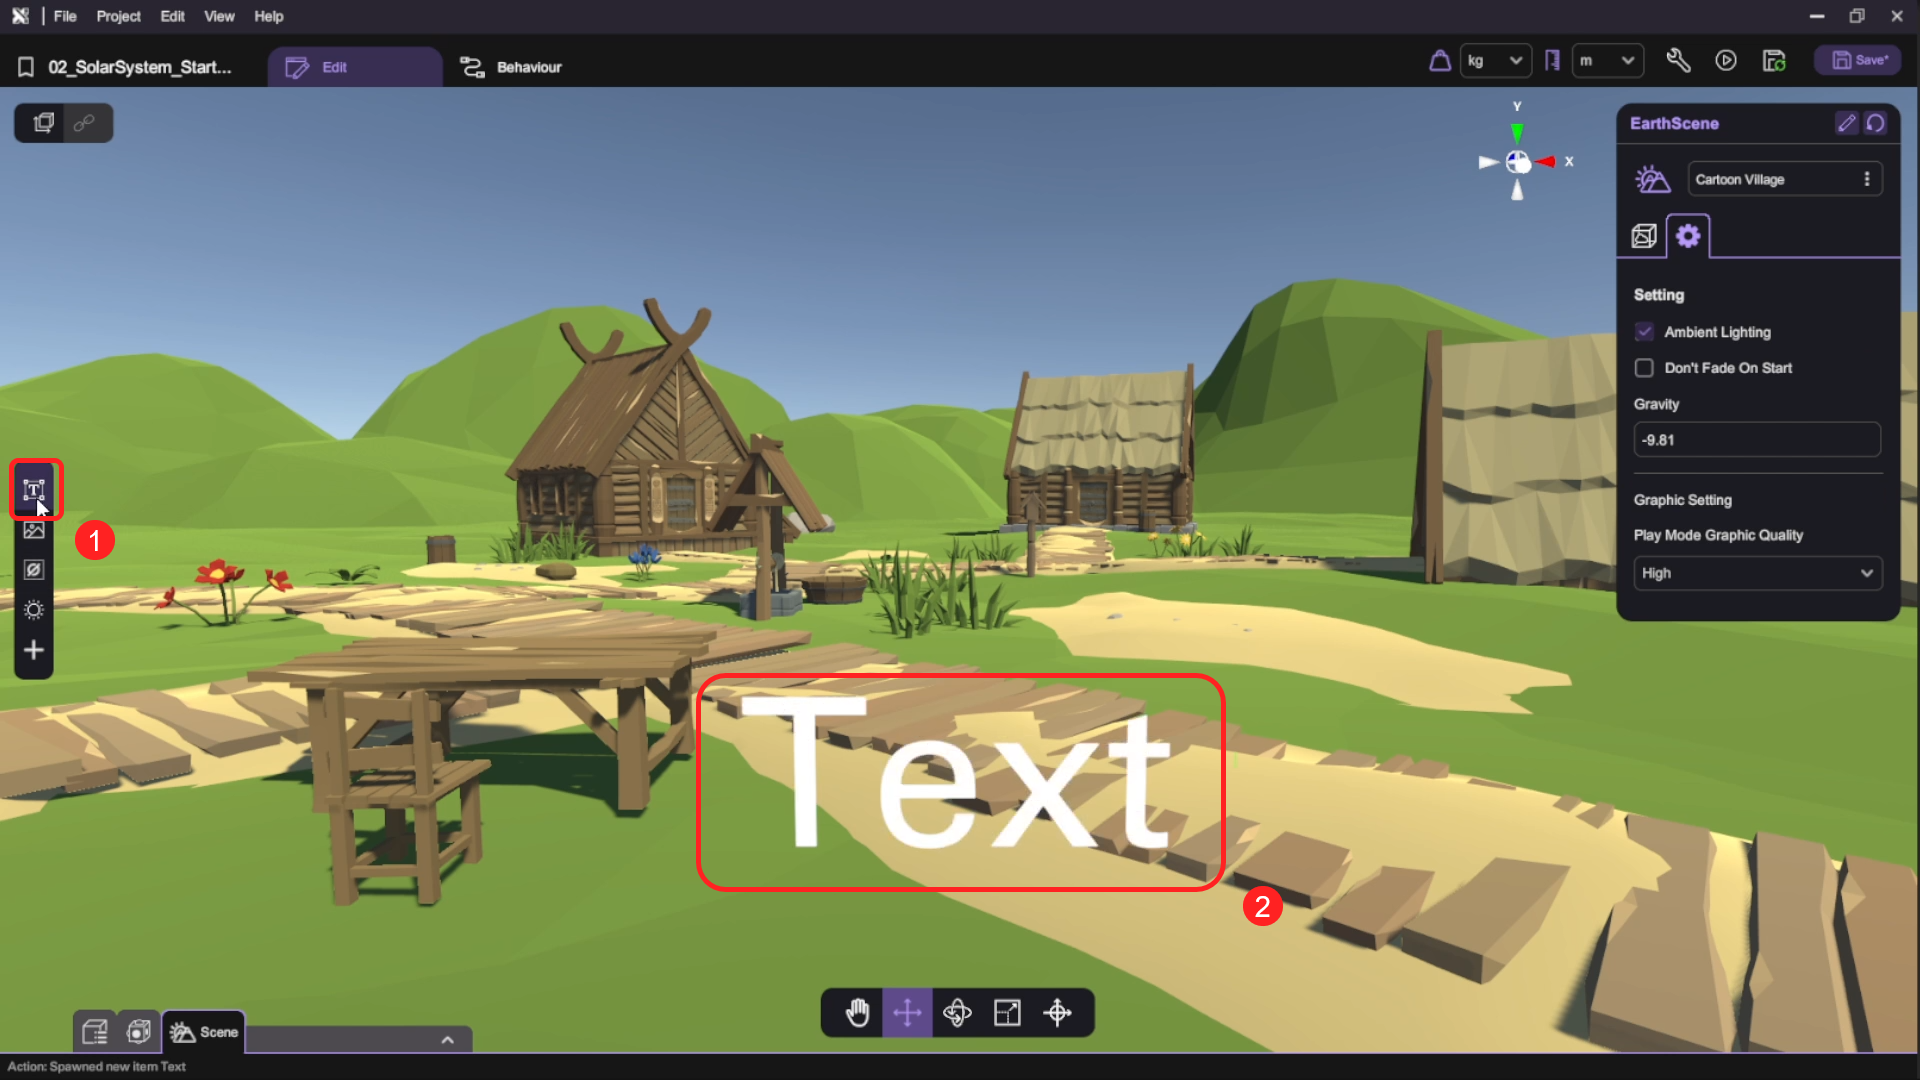 File Project Edit View Help
02_SolarSystem_Start... Edit Behaviour kg m Save*
Y
X
EarthScene
Cartoon Village
Setting
Ambient Lighting
Don't Fade On Start
Gravity
-9.81
Graphic Setting
Play Mode Graphic Quality
High
T
1
Text
2
Scene
Action: Spawned new item Text